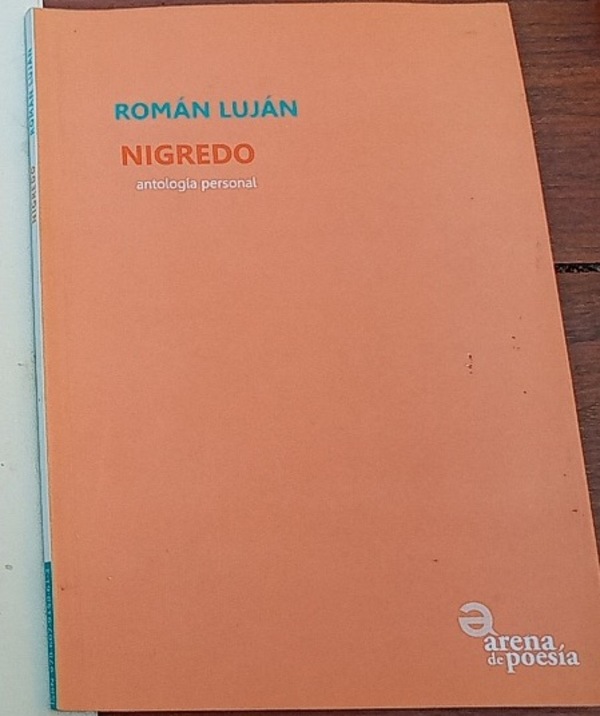 ROMÁN LUJÁN
NIGREDO
antología personal
arena
de poesía
NIGREDO
ROMÁN LUJÁN